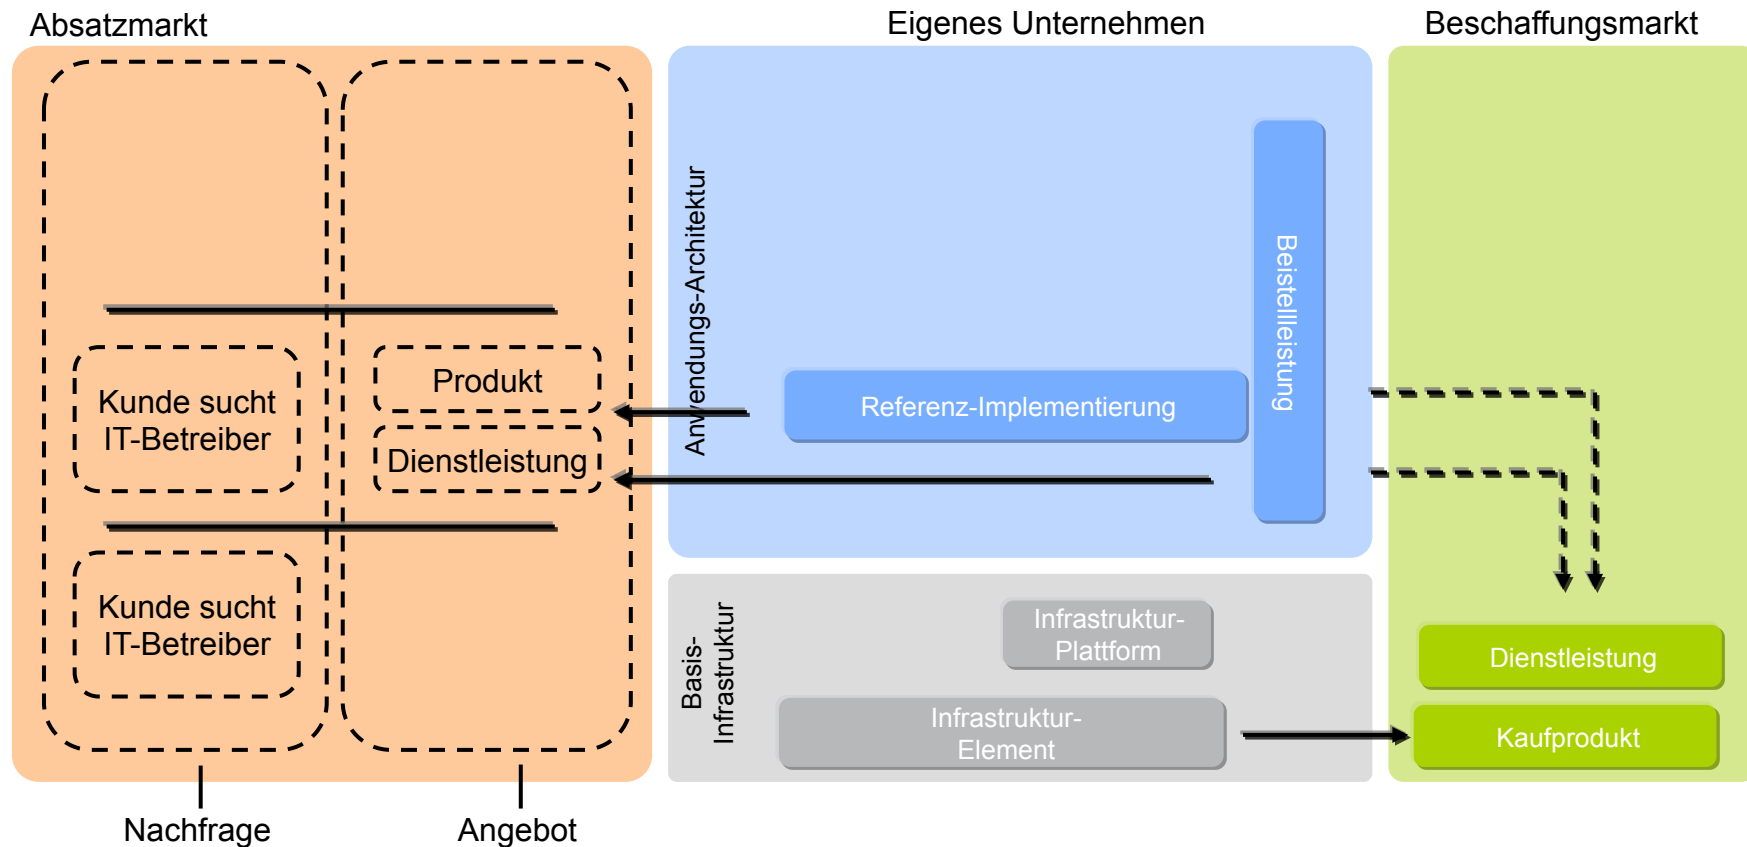 Absatzmarkt
Eigenes Unternehmen
Beschaffungsmarkt
Kunde sucht
IT-Betreiber
Produkt
Dienstleistung
Kunde sucht
IT-Betreiber
Nachfrage
Angebot
Anwendungs-Architektur
Referenz-Implementierung
Beistellleistung
Basis-
Infrastruktur
Infrastruktur-
Plattform
Infrastruktur-
Element
Dienstleistung
Kaufprodukt